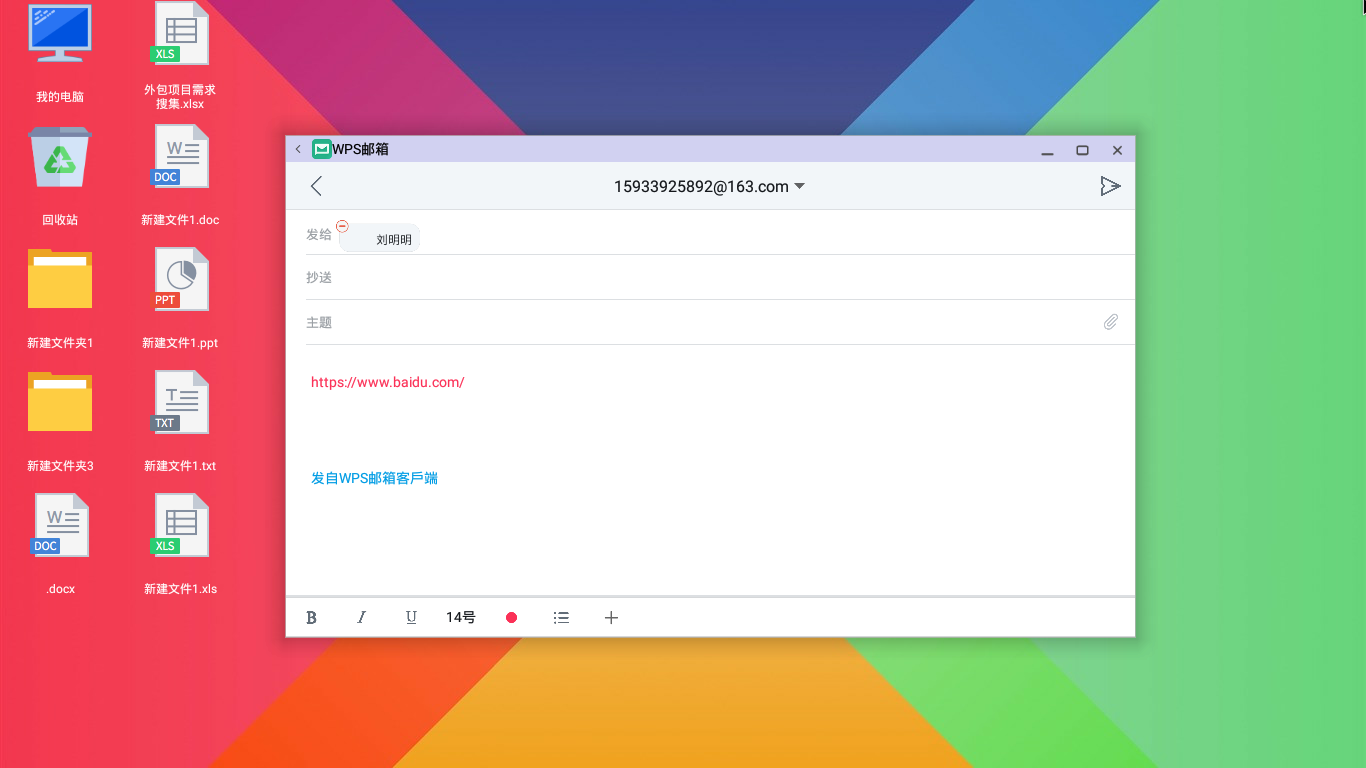 我的电脑
XLS
外包项目需求
搜集.xlsx
回收站
W
DOC
新建文件1.doc
新建文件夹1
PPT
新建文件1.ppt
新建文件夹3
T
TXT
新建文件1.txt
W
DOC
.docx
XLS
新建文件1.xls
WPS邮箱
15933925892@163.com
发给
刘明明
抄送
主题
https://www.baidu.com/
发自WPS邮箱客戶端
B I U 14号